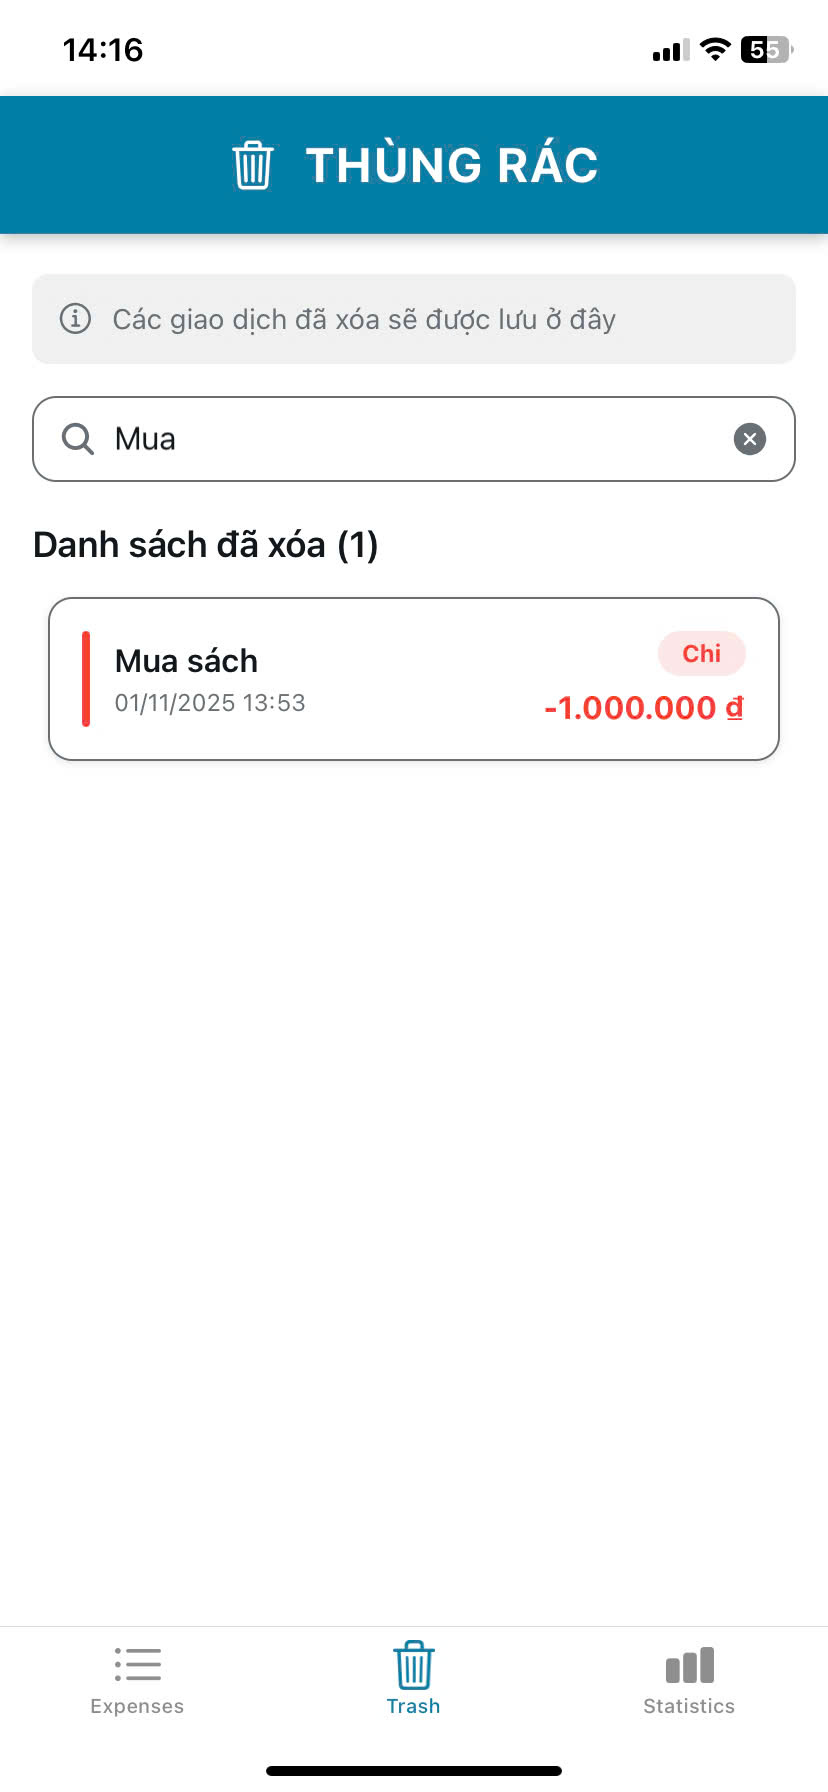 14:16
55
THÙNG RÁC
Các giao dịch đã xóa sẽ được lưu ở đây
Mua
Danh sách đã xóa (1)
Mua sách
Chi
01/11/2025 13:53
-1.000.000 ₫
Expenses
Trash
Statistics